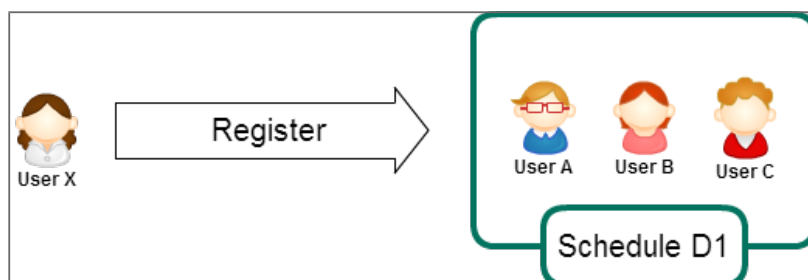 Register
User X
User A
User B
User C
Schedule D1